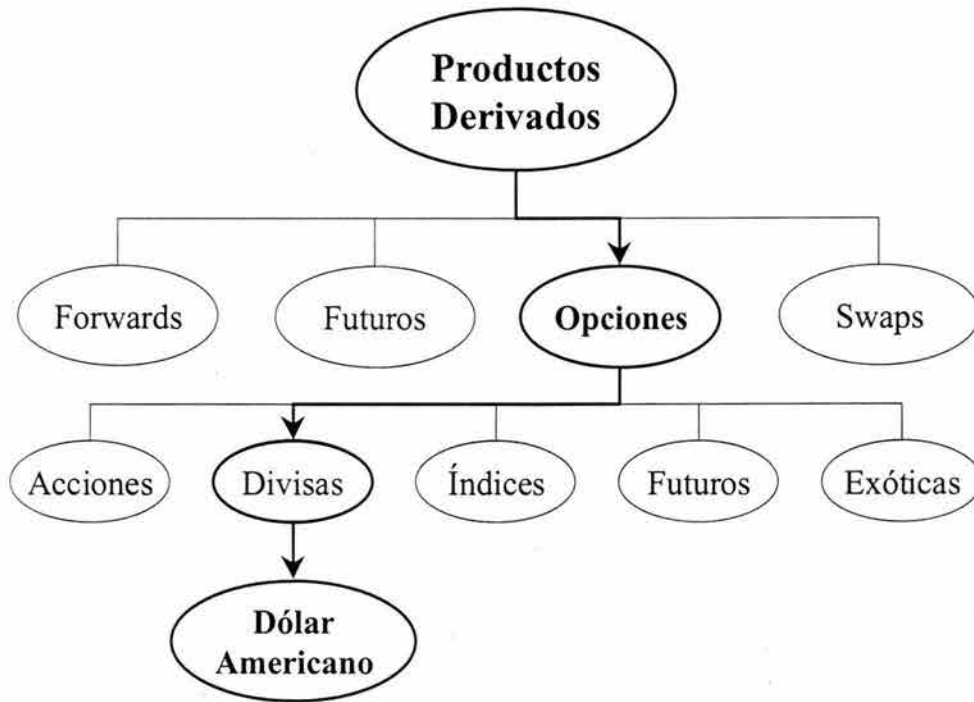 Productos
Derivados
Forwards
Futuros
Opciones
Swaps
Acciones
Divisas
Índices
Futuros
Exóticas
Dólar
Americano